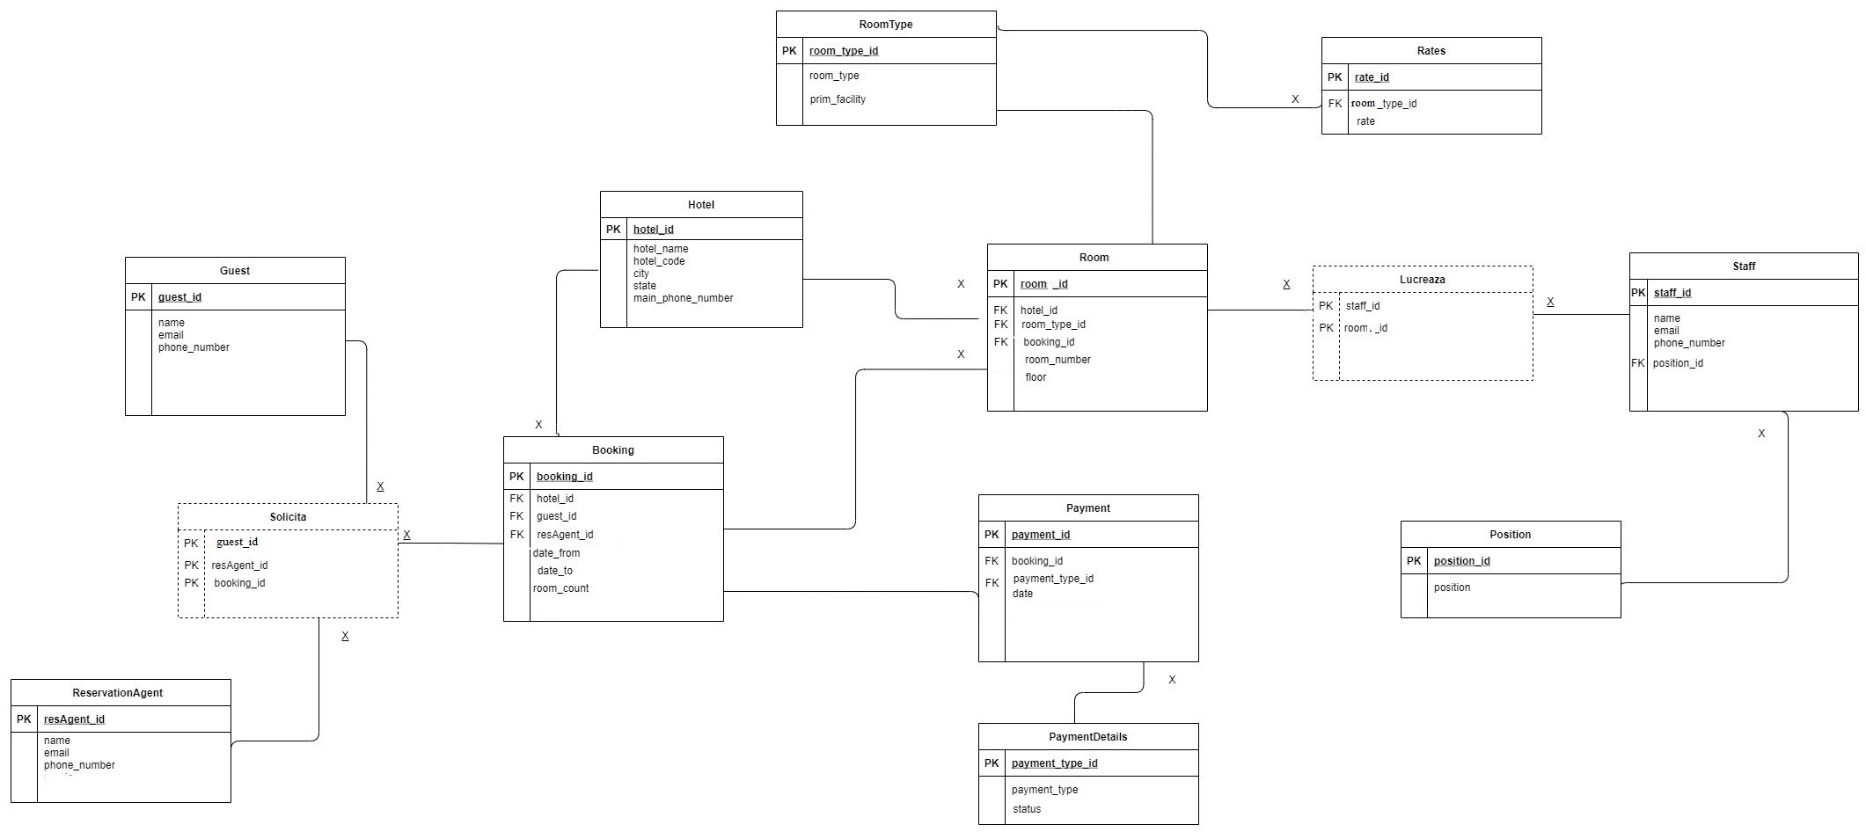 RoomType
PK room_type_id
room_type
prim_facility
Rates
PK rate_id
X
FK room_type_id
rate
Hotel
PK hotel_id
hotel_name
hotel_code
city
state
main_phone_number
Room
PK room_id
X
FK hotel_id
FK room_type_id
FK booking_id
X
room_number
floor
Lucreaza
X
PK staff_id
PK room_id
X
Staff
PK staff_id
name
email
phone_number
FK position_id
X
Guest
PK guest_id
name
email
phone_number
X
X
Booking
PK booking_id
FK hotel_id
FK guest_id
FK resAgent_id
date_from
date_to
room_count
Solicita
X
PK guest_id
PK resAgent_id
PK booking_id
X
Payment
PK payment_id
FK booking_id
FK payment_type_id
date
X
Position
PK position_id
position
ReservationAgent
PK resAgent_id
name
email
phone_number
PaymentDetails
PK payment_type_id
payment_type
status